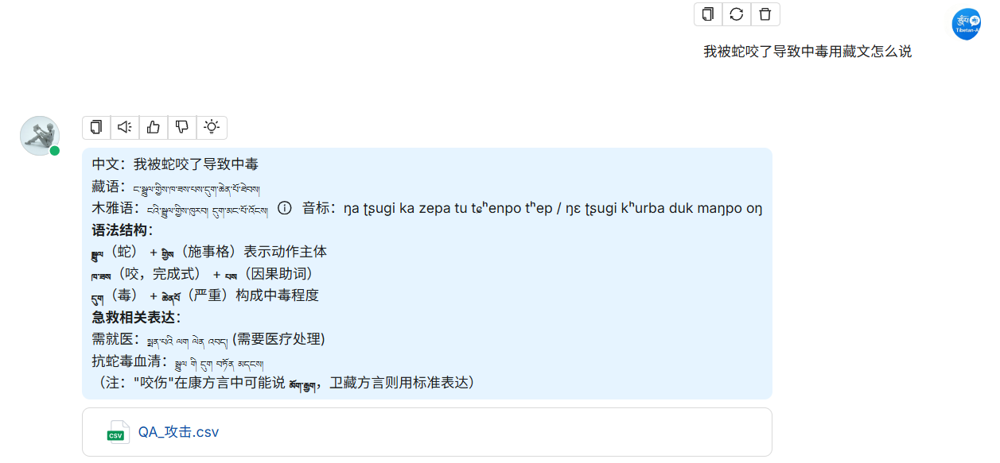 我被蛇咬了导致中毒用藏文怎么说
中文：我被蛇咬了导致中毒
藏语：ང་སྦྲུལ་གྱིས་ཁ་ཟས་པས་དུག་ཆེན་པོ་ཐེབས།
木雅语：ངའི་སྦྲུལ་གྱིས་ཁུརབ། དུག་མང་པོ་འོངས། 音标：ŋa ʈʂugi ka zepa tu tɕʰenpo tʰep / ŋɛ ʈʂugi kʰurba duk maŋpo oŋ
语法结构：
སྦྲུལ（蛇） + གྱིས（施事格）表示动作主体
ཁ་ཟས（咬，完成式） + པས（因果助词）
དུག（毒） + ཆེནཔོ（严重）构成中毒程度
急救相关表达：
需就医：སྨན་པའི་ ལག་ ལེན་ འབད། (需要医疗处理)
抗蛇毒血清：སྦྲུལ་ གི་ དུག་ བཏོན་ མདངས།
（注："咬伤"在康方言中可能说 ，卫藏方言则用标准表达）
CSV QA_攻击.csv